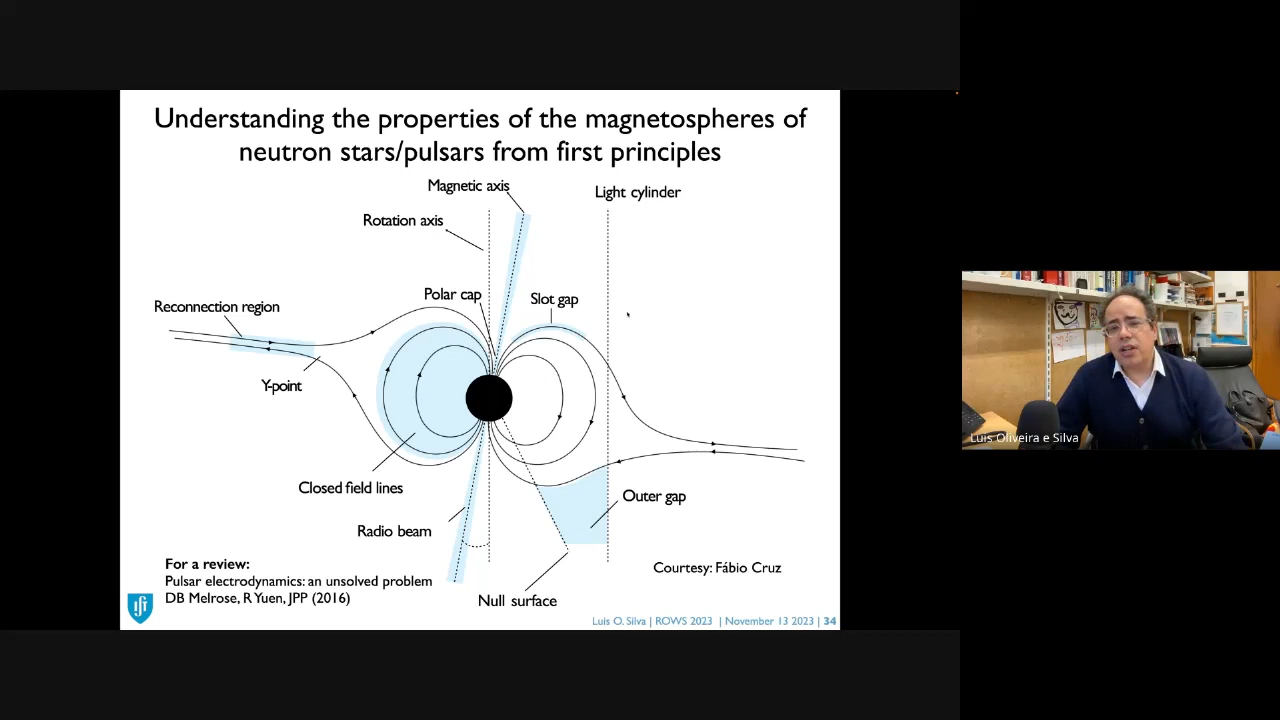 Understanding the properties of the magnetospheres of
neutron stars/pulsars from first principles
Magnetic axis
Light cylinder
Rotation axis
Polar cap
Slot gap
Reconnection region
Y-point
Closed field lines
Outer gap
Radio beam
For a review:
Pulsar electrodynamics: an unsolved problem
DB Melrose, R Yuen, JPP (2016)
Courtesy: Fábio Cruz
Null surface
Luis O. Silva | ROWS 2023 | November 13 2023 | 34
Luis Oliveira e Silva